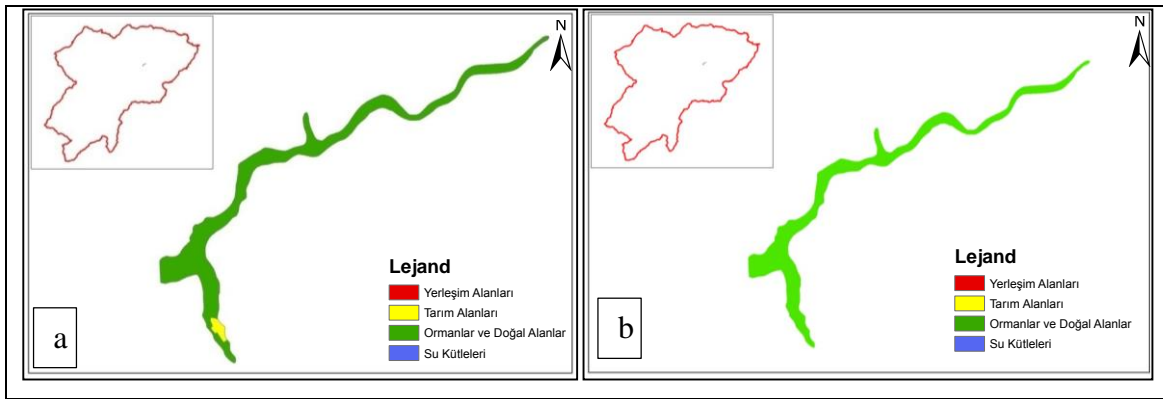 N
Lejand
Yerleşim Alanları
Tarım Alanları
Ormanlar ve Doğal Alanlar
Su Kütleleri
a
N
Lejand
Yerleşim Alanları
Tarım Alanları
Ormanlar ve Doğal Alanlar
Su Kütleleri
b